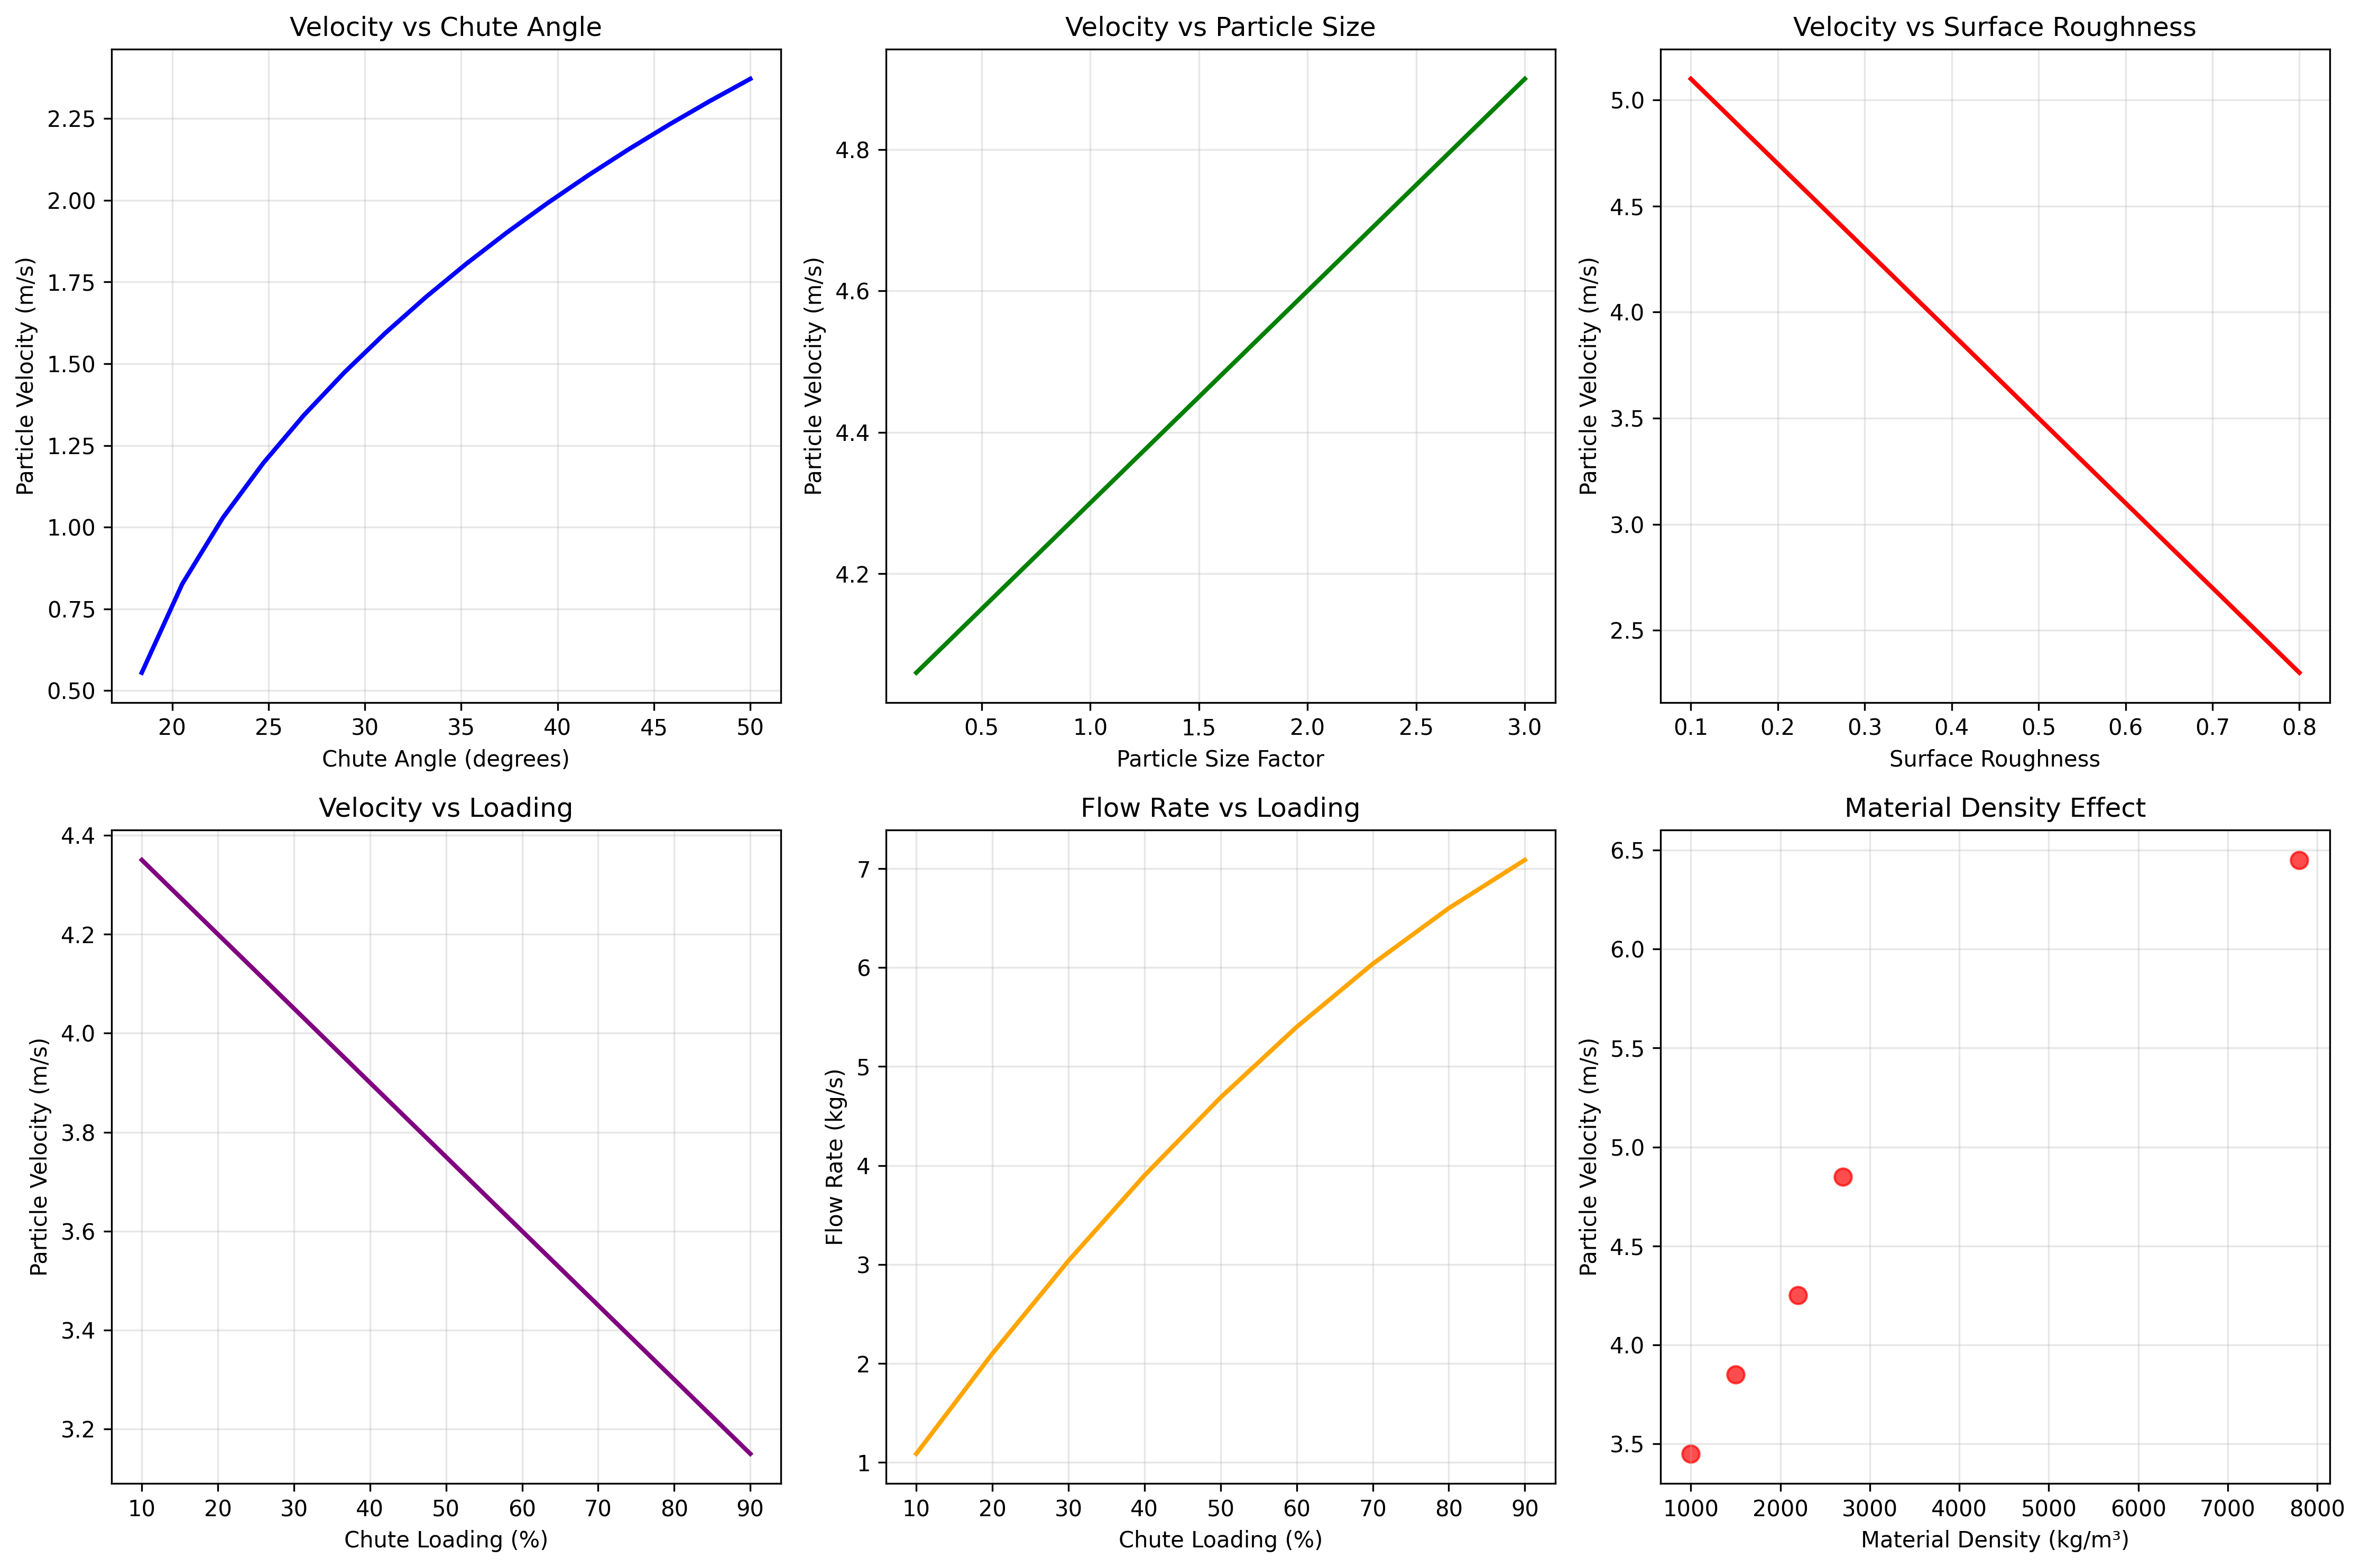 Velocity vs Chute Angle
Particle Velocity (m/s)
2.25
2.00
1.75
1.50
1.25
1.00
0.75
0.50
20 25 30 35 40 45 50
Chute Angle (degrees)
Velocity vs Particle Size
Particle Velocity (m/s)
4.8
4.6
4.4
4.2
0.5 1.0 1.5 2.0 2.5 3.0
Particle Size Factor
Velocity vs Surface Roughness
Particle Velocity (m/s)
5.0
4.5
4.0
3.5
3.0
2.5
0.1 0.2 0.3 0.4 0.5 0.6 0.7 0.8
Surface Roughness
Velocity vs Loading
Particle Velocity (m/s)
4.4
4.2
4.0
3.8
3.6
3.4
3.2
10 20 30 40 50 60 70 80 90
Chute Loading (%)
Flow Rate vs Loading
Flow Rate (kg/s)
7
6
5
4
3
2
1
10 20 30 40 50 60 70 80 90
Chute Loading (%)
Material Density Effect
Particle Velocity (m/s)
6.5
6.0
5.5
5.0
4.5
4.0
3.5
1000 2000 3000 4000 5000 6000 7000 8000
Material Density (kg/m³)